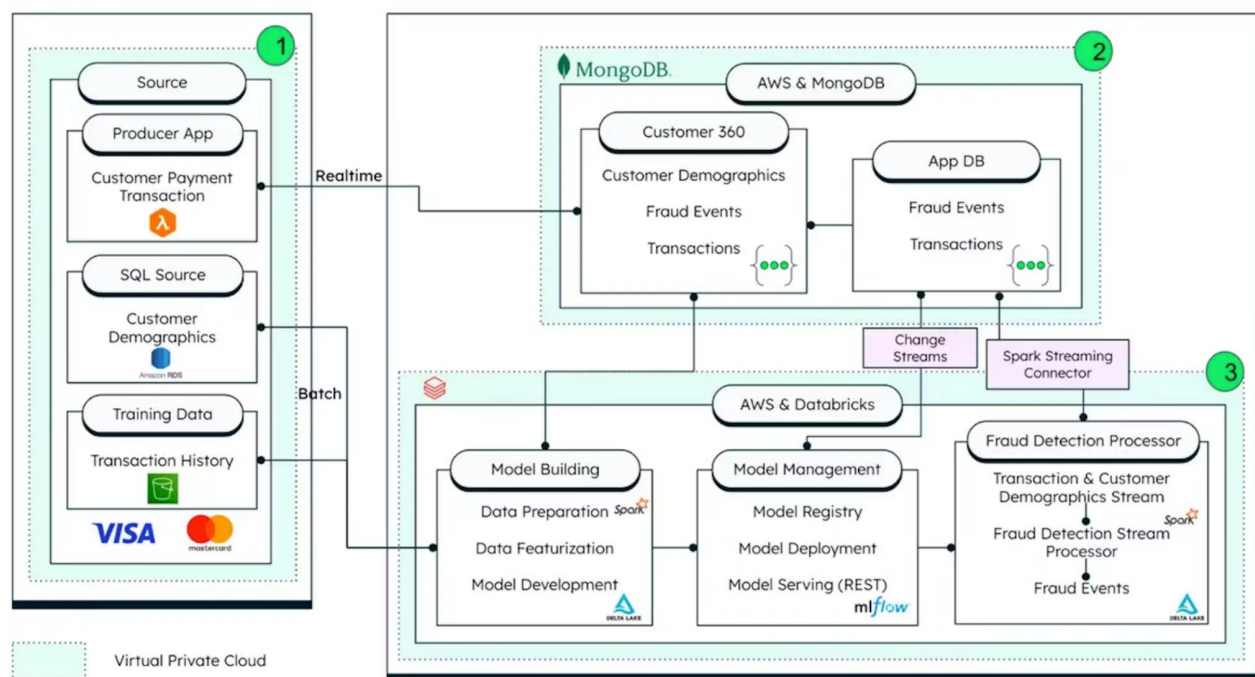 1
Source
Producer App
Customer Payment
Transaction
λ
SQL Source
Customer
Demographics
Amazon RDS
Training Data
Transaction History
VISA
mastercard
Realtime
Batch
2
MongoDB.
AWS & MongoDB
Customer 360
Customer Demographics
Fraud Events
Transactions
App DB
Fraud Events
Transactions
Change
Streams
Spark Streaming
Connector
3
AWS & Databricks
Model Building
Data Preparation
Spark
Data Featurization
Model Development
DELTA LAKE
Model Management
Model Registry
Model Deployment
Model Serving (REST)
mlflow
Fraud Detection Processor
Transaction & Customer
Demographics Stream
Spark
Fraud Detection Stream
Processor
Fraud Events
DELTA LAKE
Virtual Private Cloud